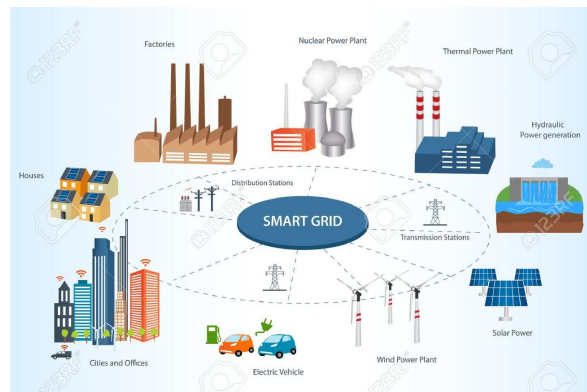 Factories
Nuclear Power Plant
Thermal Power Plant
Hydraulic
Power generation
Houses
Distribution Stations
SMART GRID
Transmission Stations
Solar Power
Wind Power Plant
Electric Vehicle
Cities and Offices
123RF